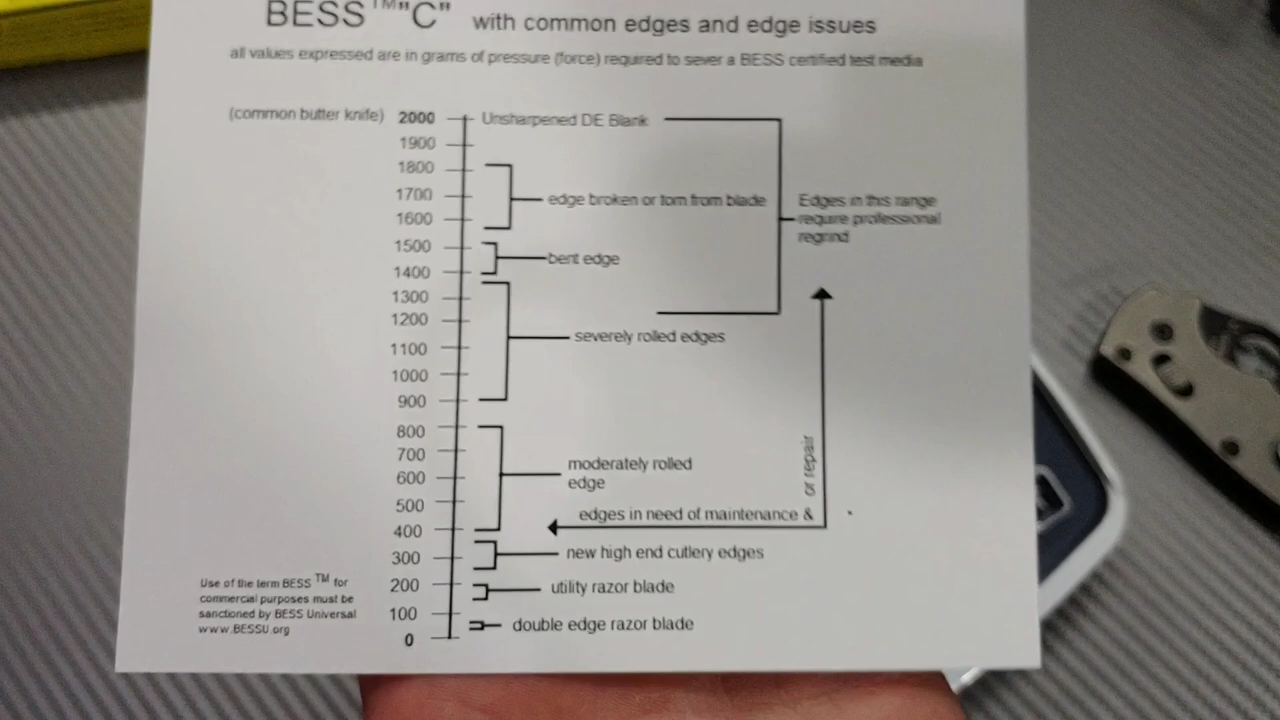 BESS™"C" with common edges and edge issues
all values expressed are in grams of pressure (force) required to sever a BESS certified test media
(common butter knife) 2000 Unsharpened DE Blank
1900
1800
1700 edge broken or torn from blade
1600
Edges in this range
require professional
regrind
1500
bent edge
1400
1300
1200
severely rolled edges
1100
1000
900
800
700
moderately rolled
edge
600
500
edges in need of maintenance &
or repair
400
300 new high end cutlery edges
200 utility razor blade
100
double edge razor blade
0
Use of the term BESS ™ for
commercial purposes must be
sanctioned by BESS Universal
www.BESSU.org